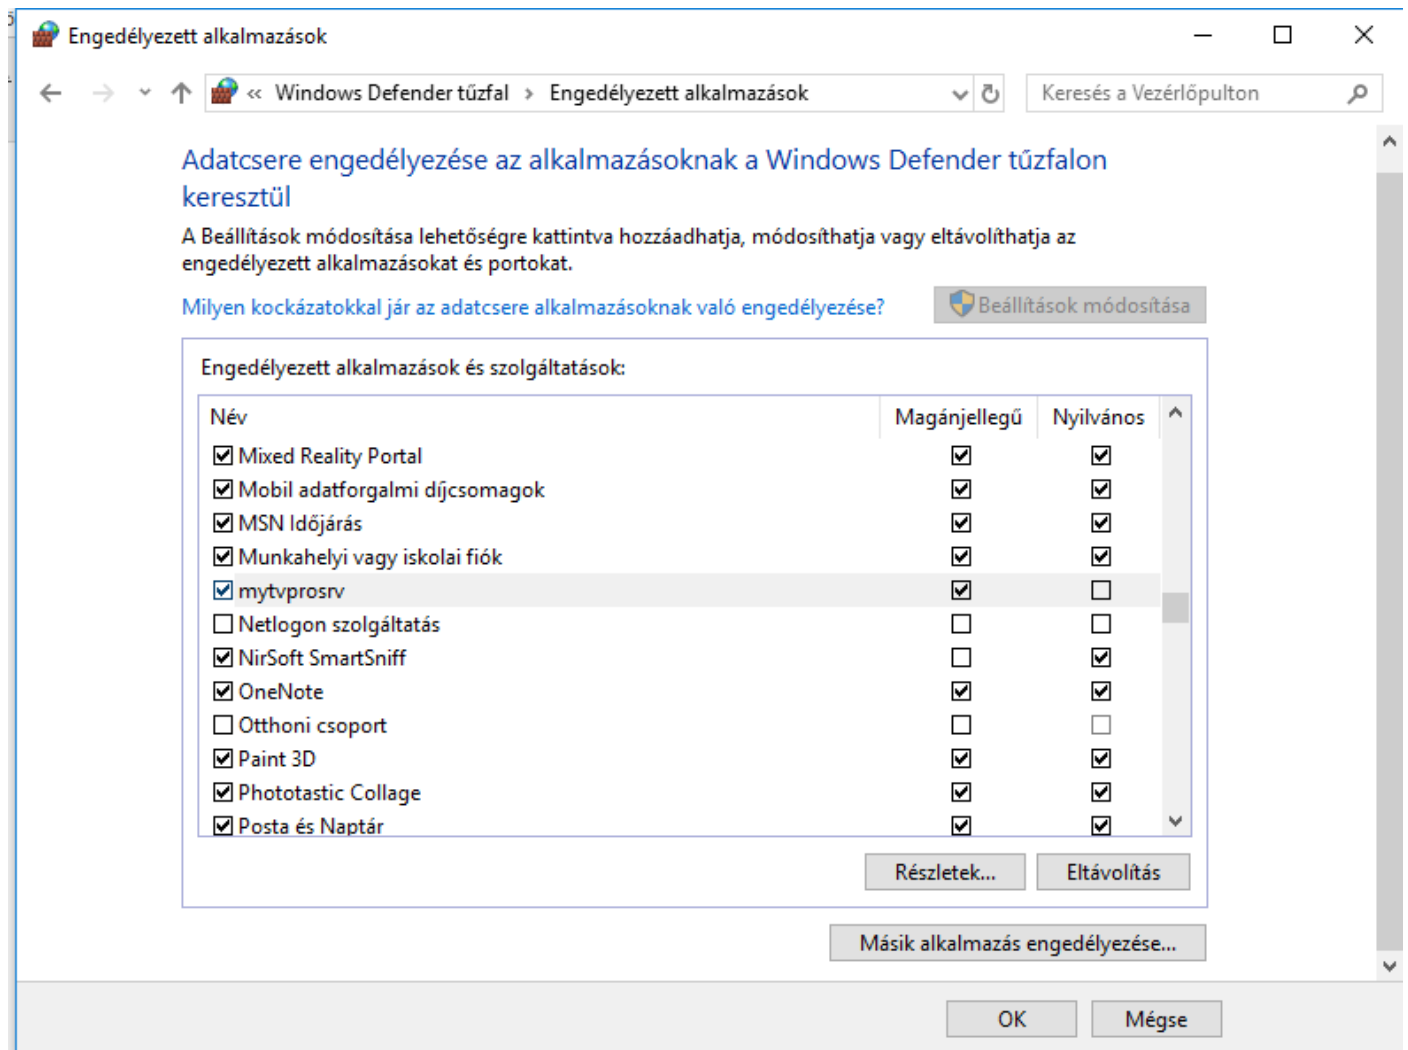 Engedélyezett alkalmazások
« Windows Defender tűzfal › Engedélyezett alkalmazások
Keresés a Vezérlőpulton
Adatcsere engedélyezése az alkalmazásoknak a Windows Defender tűzfalon
keresztül
A Beállítások módosítása lehetőségre kattintva hozzáadhatja, módosíthatja vagy eltávolíthatja az
engedélyezett alkalmazásokat és portokat.
Milyen kockázatokkal jár az adatcsere alkalmazásoknak való engedélyezése?
Beállítások módosítása
Engedélyezett alkalmazások és szolgáltatások:
Név Magánjellegű Nyilvános
Mixed Reality Portal
Mobil adatforgalmi díjcsomagok
MSN Időjárás
Munkahelyi vagy iskolai fiók
mytvprosrv
Netlogon szolgáltatás
NirSoft SmartSniff
OneNote
Otthoni csoport
Paint 3D
Phototastic Collage
Posta és Naptár
Részletek... Eltávolítás
Másik alkalmazás engedélyezése...
OK Mégse